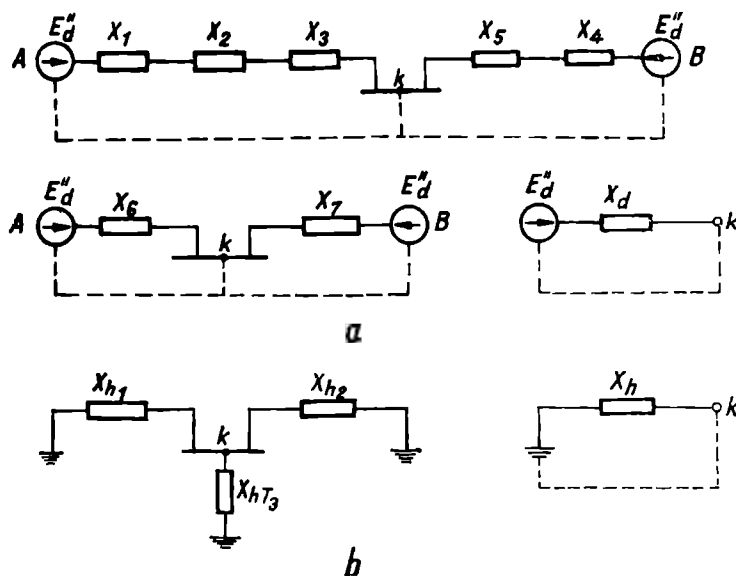 E"d X1 X2 X3 X5 X4 E"d
A k B
E"d X6 X7 E"d E"d Xd
A k B k
a
Xh1 Xh2 Xh
k k
XhT3
b